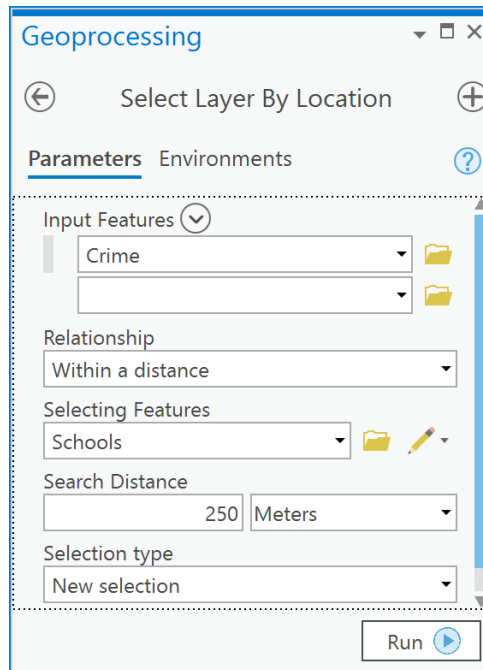 Geoprocessing
Select Layer By Location
Parameters Environments
Input Features
Crime
Relationship
Within a distance
Selecting Features
Schools
Search Distance
250 Meters
Selection type
New selection
Run